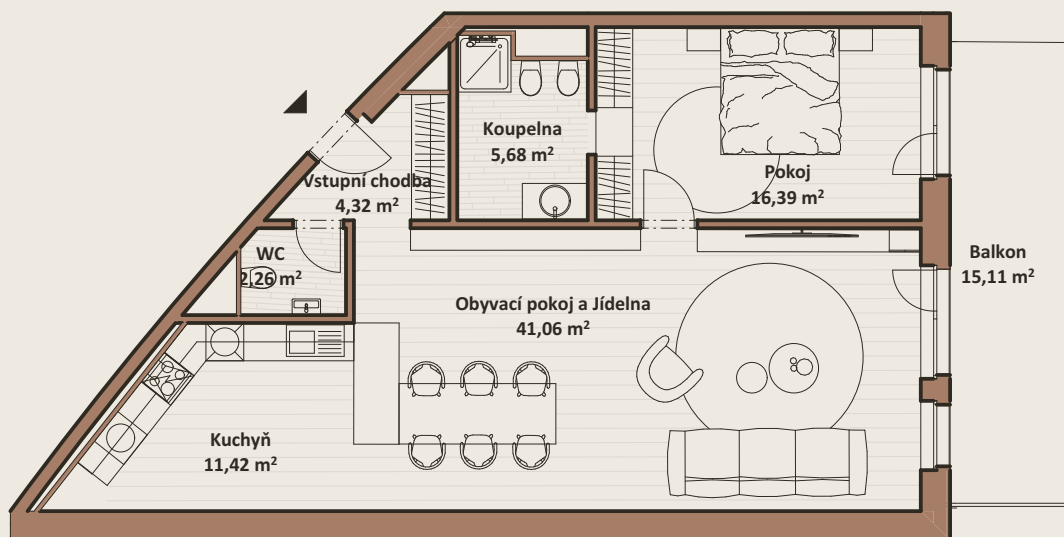 Koupelna
5,68 m²
Pokoj
16,39 m²
Vstupní chodba
4,32 m²
WC
2,26 m²
Balkon
15,11 m²
Obyvací pokoj a Jídelna
41,06 m²
Kuchyň
11,42 m²